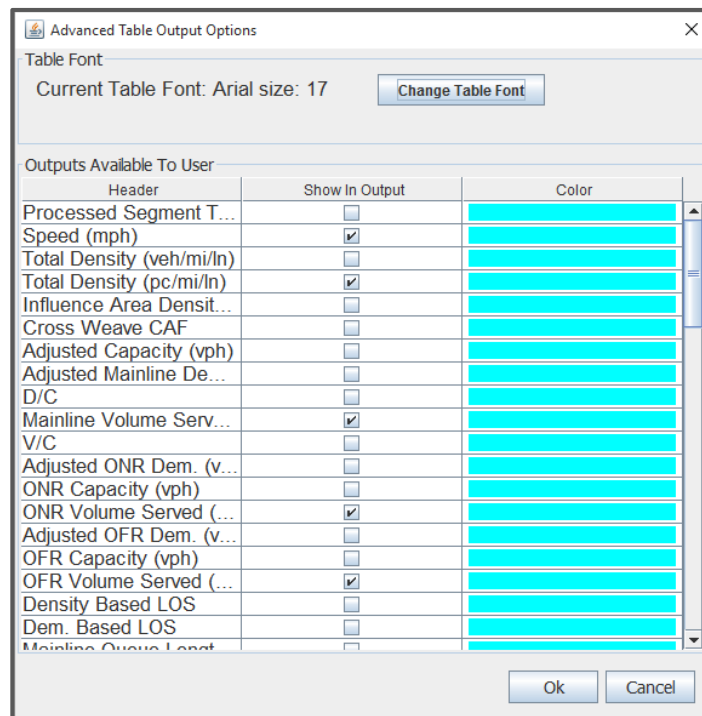 Advanced Table Output Options
Table Font
Current Table Font: Arial size: 17 Change Table Font
Outputs Available To User
Header Show In Output Color
Processed Segment T...
Speed (mph)
Total Density (veh/mi/ln)
Total Density (pc/mi/ln)
Influence Area Densit...
Cross Weave CAF
Adjusted Capacity (vph)
Adjusted Mainline De...
D/C
Mainline Volume Serv...
V/C
Adjusted ONR Dem. (v...
ONR Capacity (vph)
ONR Volume Served (...
Adjusted OFR Dem. (v...
OFR Capacity (vph)
OFR Volume Served (...
Density Based LOS
Dem. Based LOS
Mainline Queue Lengt...
Ok Cancel